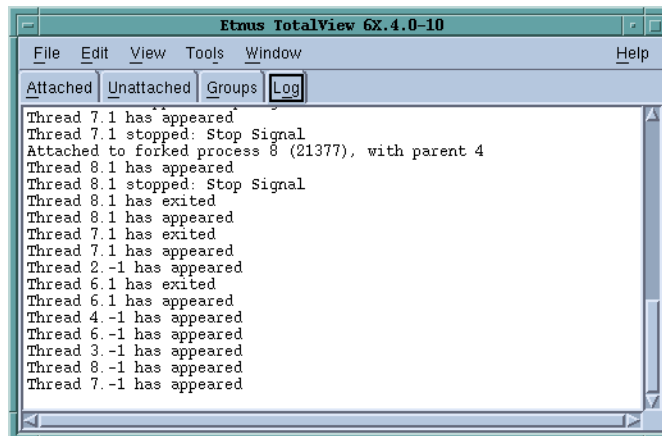 Etnus TotalView 6X.4.0-10
File Edit View Tools Window Help
Attached Unattached Groups Log
Thread 7.1 has appeared
Thread 7.1 stopped: Stop Signal
Attached to forked process 8 (21377), with parent 4
Thread 8.1 has appeared
Thread 8.1 stopped: Stop Signal
Thread 8.1 has exited
Thread 8.1 has appeared
Thread 7.1 has exited
Thread 7.1 has appeared
Thread 2.-1 has appeared
Thread 6.1 has exited
Thread 6.1 has appeared
Thread 4.-1 has appeared
Thread 6.-1 has appeared
Thread 3.-1 has appeared
Thread 8.-1 has appeared
Thread 7.-1 has appeared